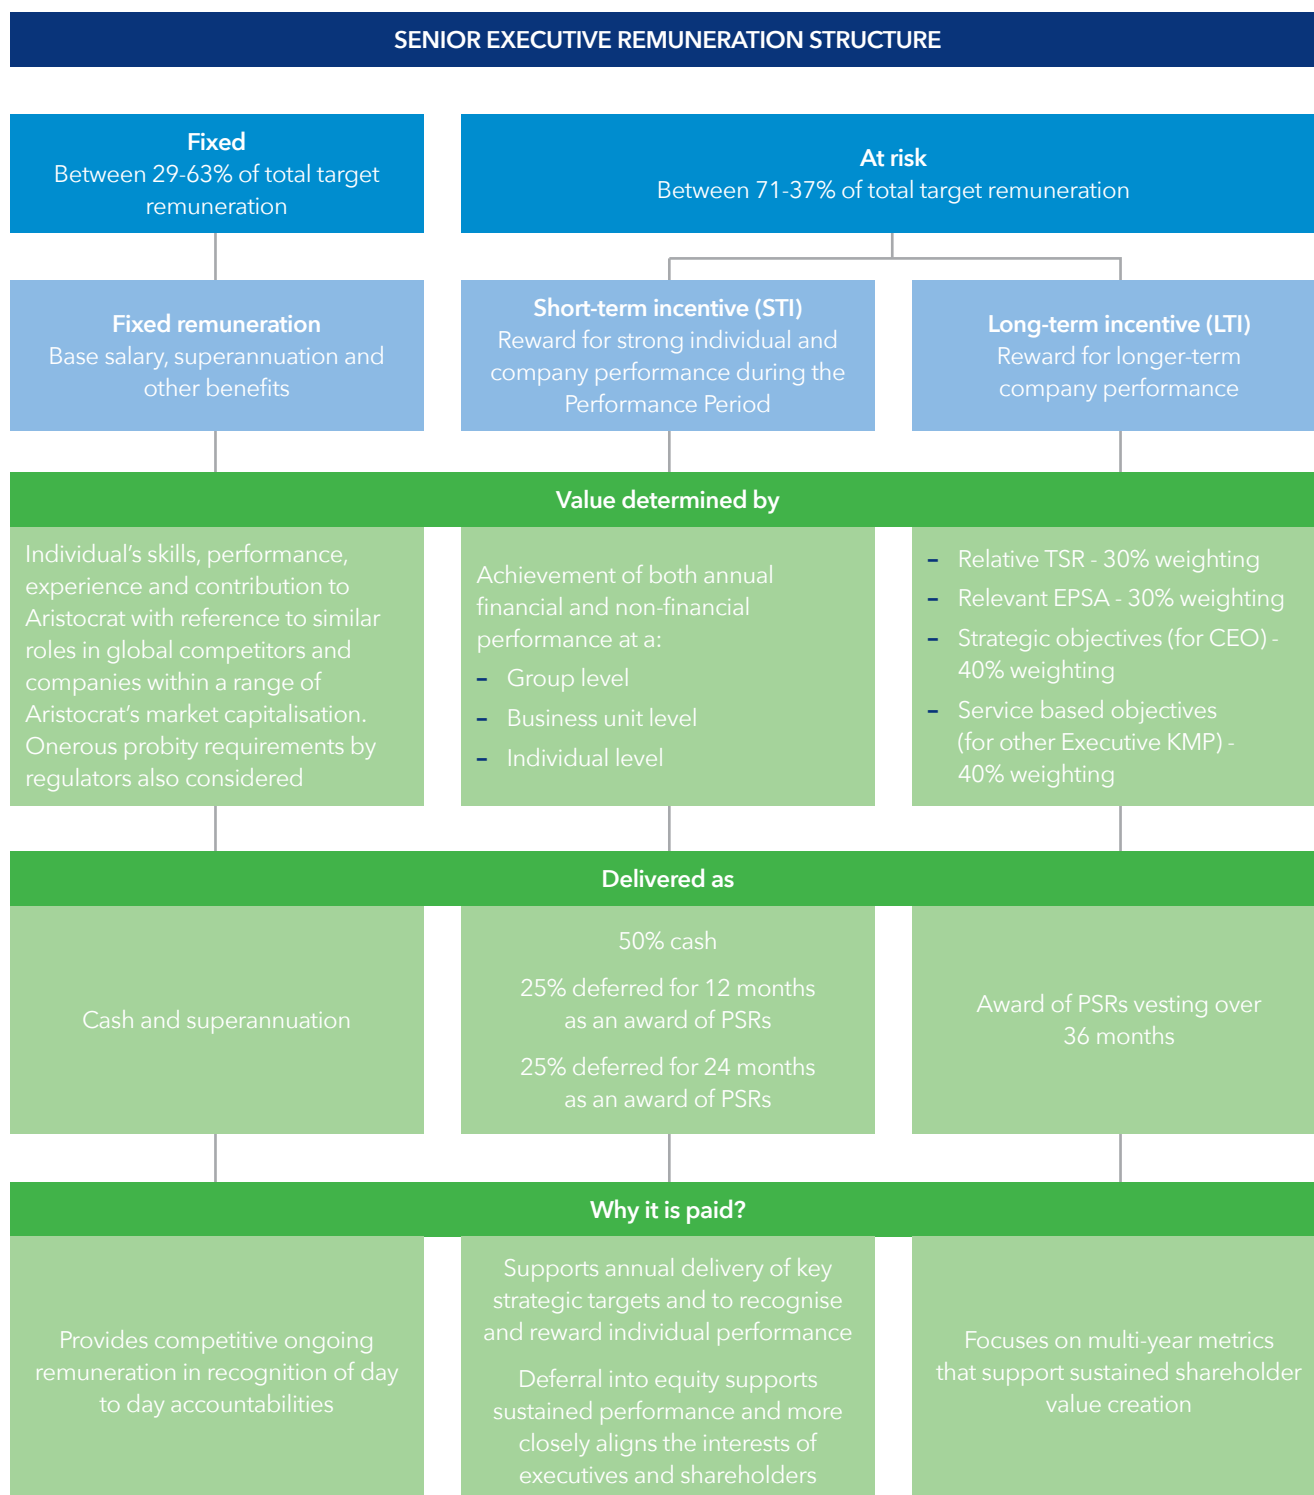 SENIOR EXECUTIVE REMUNERATION STRUCTURE
Fixed
Between 29-63% of total target
remuneration
At risk
Between 71-37% of total target remuneration
Fixed remuneration
Base salary, superannuation and
other benefits
Short-term incentive (STI)
Reward for strong individual and
company performance during the
Performance Period
Long-term incentive (LTI)
Reward for longer-term
company performance
Value determined by
Individual’s skills, performance,
experience and contribution to
Aristocrat with reference to similar
roles in global competitors and
companies within a range of
Aristocrat’s market capitalisation.
Onerous probity requirements by
regulators also considered
Achievement of both annual
financial and non-financial
performance at a:
– Group level
– Business unit level
– Individual level
– Relative TSR - 30% weighting
– Relevant EPSA - 30% weighting
– Strategic objectives (for CEO) -
40% weighting
– Service based objectives
(for other Executive KMP) -
40% weighting
Delivered as
Cash and superannuation
50% cash
25% deferred for 12 months
as an award of PSRs
25% deferred for 24 months
as an award of PSRs
Award of PSRs vesting over
36 months
Why it is paid?
Provides competitive ongoing
remuneration in recognition of day
to day accountabilities
Supports annual delivery of key
strategic targets and to recognise
and reward individual performance
Deferral into equity supports
sustained performance and more
closely aligns the interests of
executives and shareholders
Focuses on multi-year metrics
that support sustained shareholder
value creation